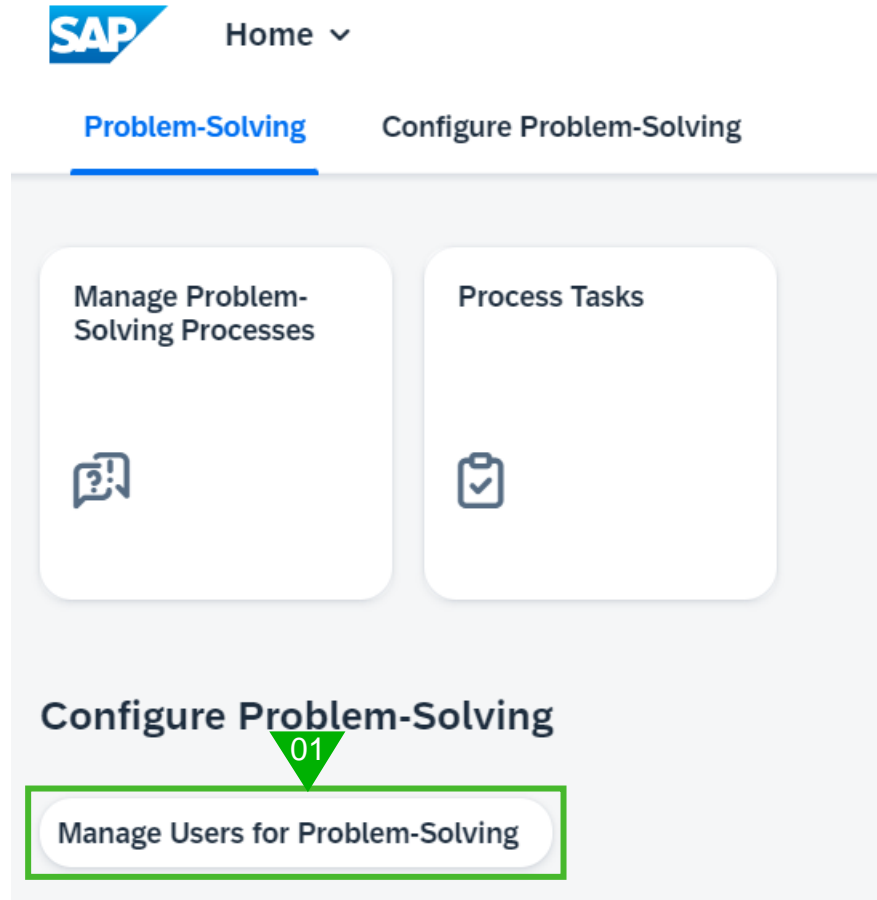 SAP Home
Problem-Solving Configure Problem-Solving
Manage Problem-
Solving Processes
Process Tasks
Configure Problem-Solving
01
Manage Users for Problem-Solving